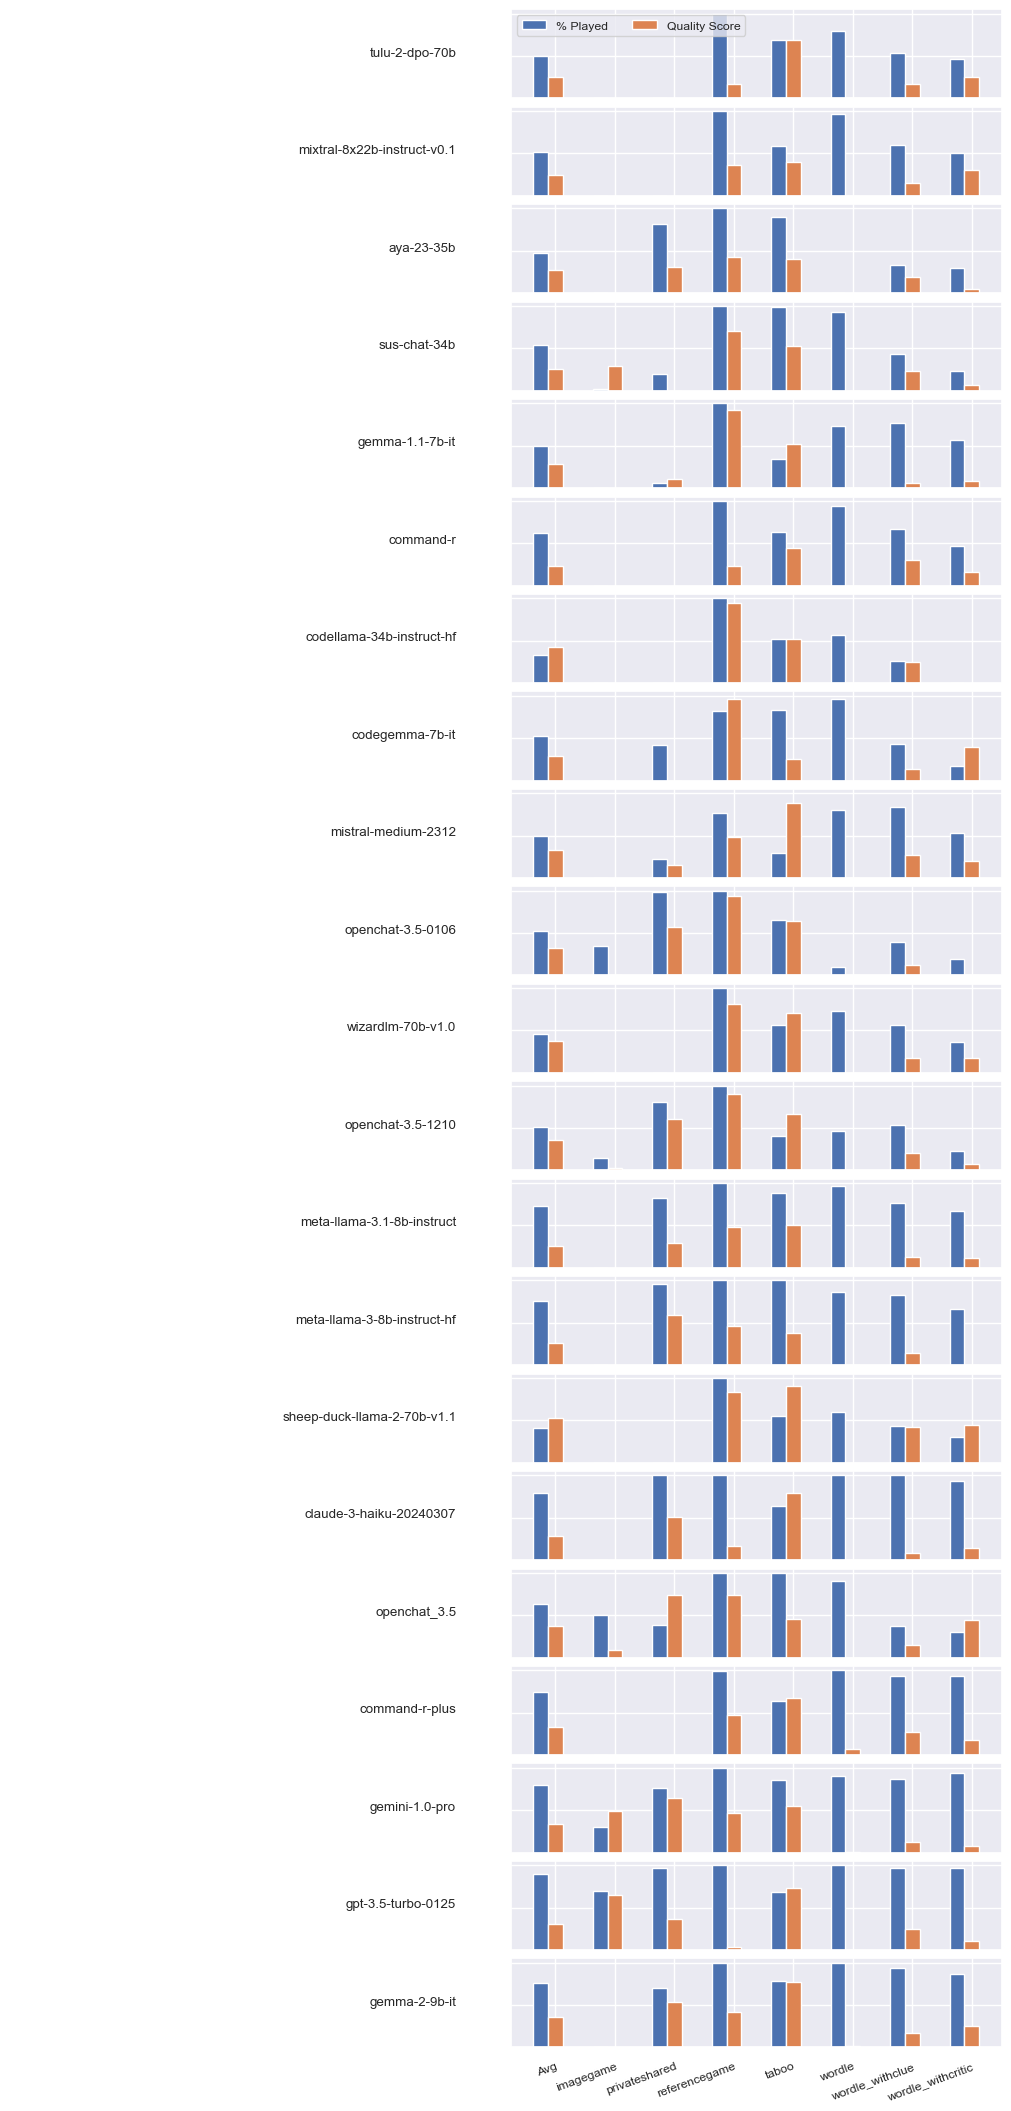 % Played Quality Score
tulu-2-dpo-70b
mixtral-8x22b-instruct-v0.1
aya-23-35b
sus-chat-34b
gemma-1.1-7b-it
command-r
codellama-34b-instruct-hf
codegemma-7b-it
mistral-medium-2312
openchat-3.5-0106
wizardlm-70b-v1.0
openchat-3.5-1210
meta-llama-3.1-8b-instruct
meta-llama-3-8b-instruct-hf
sheep-duck-llama-2-70b-v1.1
claude-3-haiku-20240307
openchat_3.5
command-r-plus
gemini-1.0-pro
gpt-3.5-turbo-0125
gemma-2-9b-it
Avg
imagegame
privateshared
referencegame
taboo
wordle
wordle_withclue
wordle_withcritic